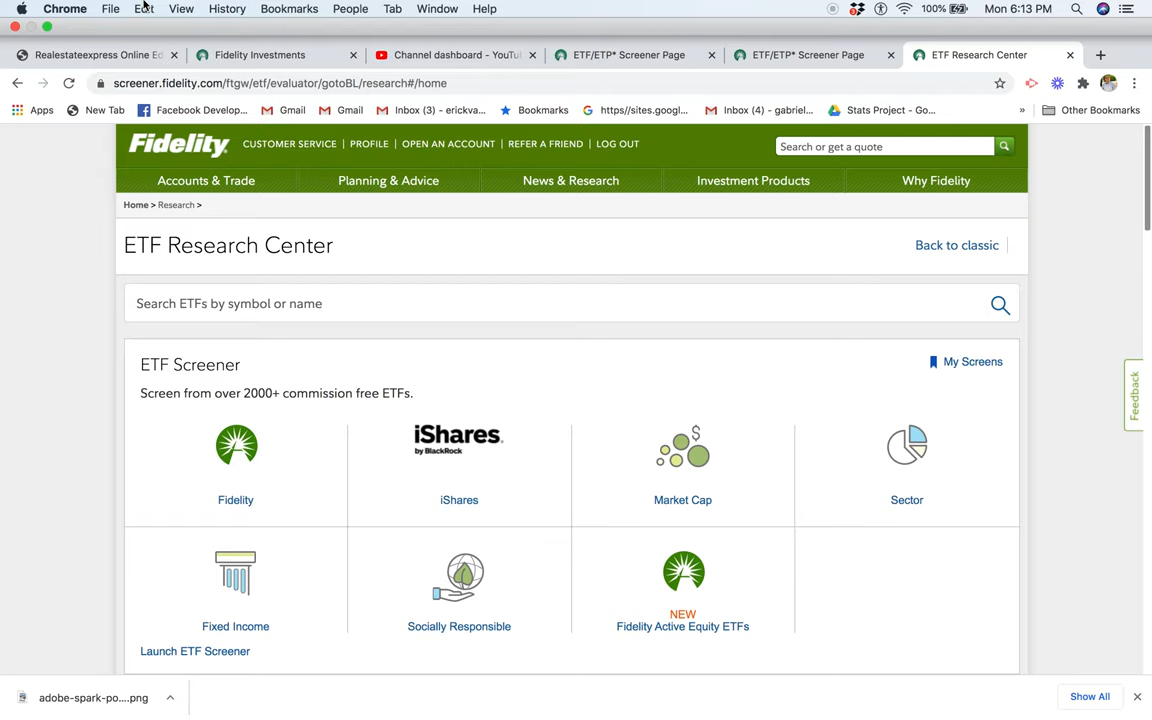 Chrome File Edit View History Bookmarks People Tab Window Help 3 100% Mon 6:13 PM
Realestateexpress Online Ed Fidelity Investments Channel dashboard - YouTu ETF/ETP* Screener Page ETF/ETP* Screener Page ETF Research Center
screener.fidelity.com/ftgw/etf/evaluator/gotoBL/research#/home
Apps New Tab Facebook Develop... Gmail Gmail Inbox (3) - erickva... Bookmarks https//sites.googl... Inbox (4) - gabriel... Stats Project - Go... » Other Bookmarks
Fidelity CUSTOMER SERVICE | PROFILE | OPEN AN ACCOUNT | REFER A FRIEND | LOG OUT Search or get a quote
Accounts & Trade Planning & Advice News & Research Investment Products Why Fidelity
Home > Research >
ETF Research Center Back to classic
Search ETFs by symbol or name
ETF Screener My Screens
Screen from over 2000+ commission free ETFs.
iShares.
by BlackRock
$
Fidelity iShares Market Cap Sector
NEW
Fixed Income Socially Responsible Fidelity Active Equity ETFs
Launch ETF Screener
Feedback
adobe-spark-po....png Show All